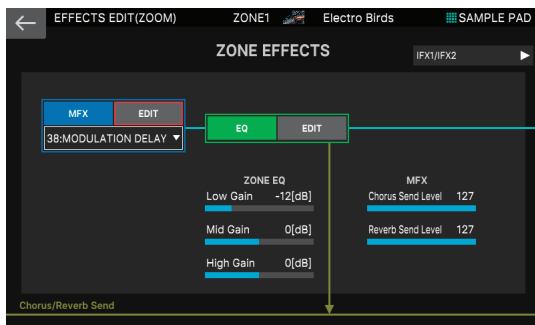 EFFECTS EDIT(ZOOM) ZONE1 Electro Birds SAMPLE PAD
ZONE EFFECTS
IFX1/IFX2
MFX EDIT
38:MODULATION DELAY
EQ EDIT
ZONE EQ MFX
Low Gain -12[dB] Chorus Send Level 127
Mid Gain 0[dB] Reverb Send Level 127
High Gain 0[dB]
Chorus/Reverb Send